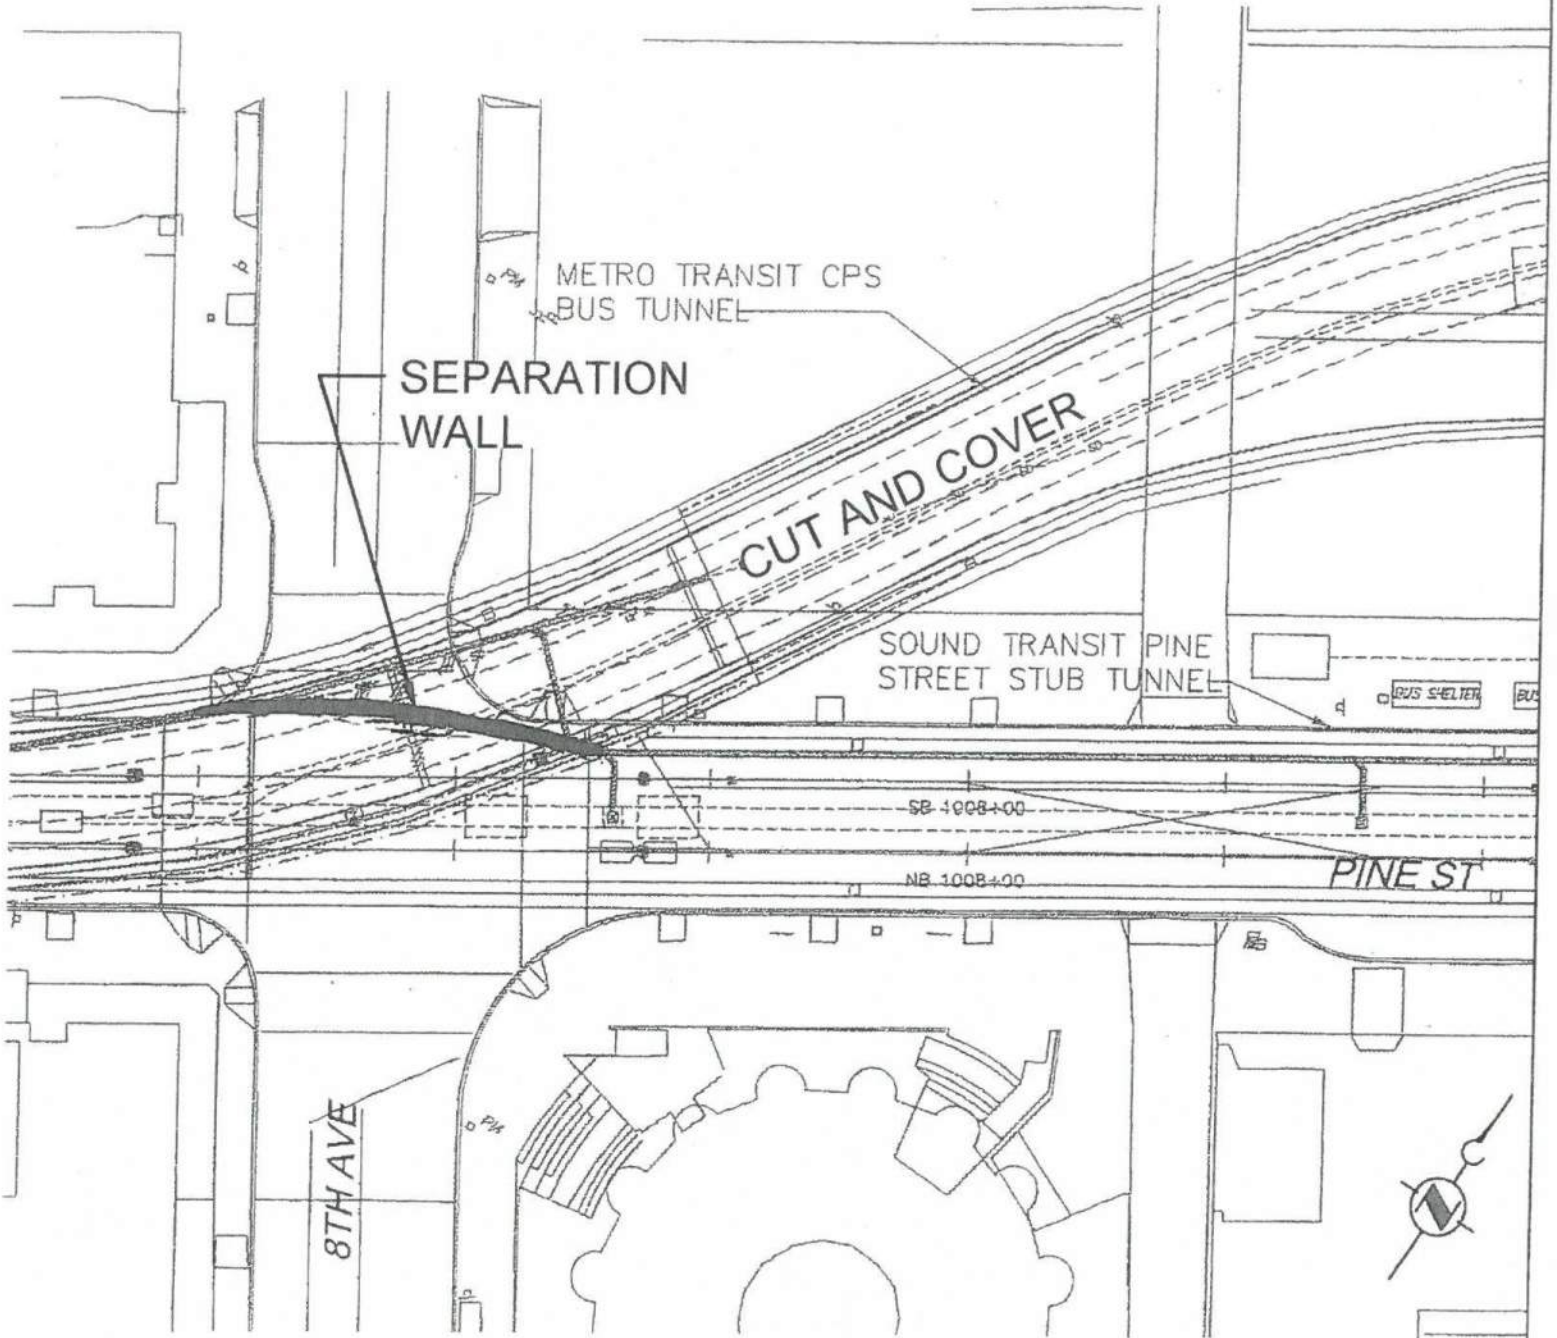 METRO TRANSIT CPS
BUS TUNNEL
SEPARATION
WALL
CUT AND COVER
SOUND TRANSIT PINE
STREET STUB TUNNEL
BUS SHELTER
BUS
SB 1008+00
NB 1008+00
PINE ST
8TH AVE